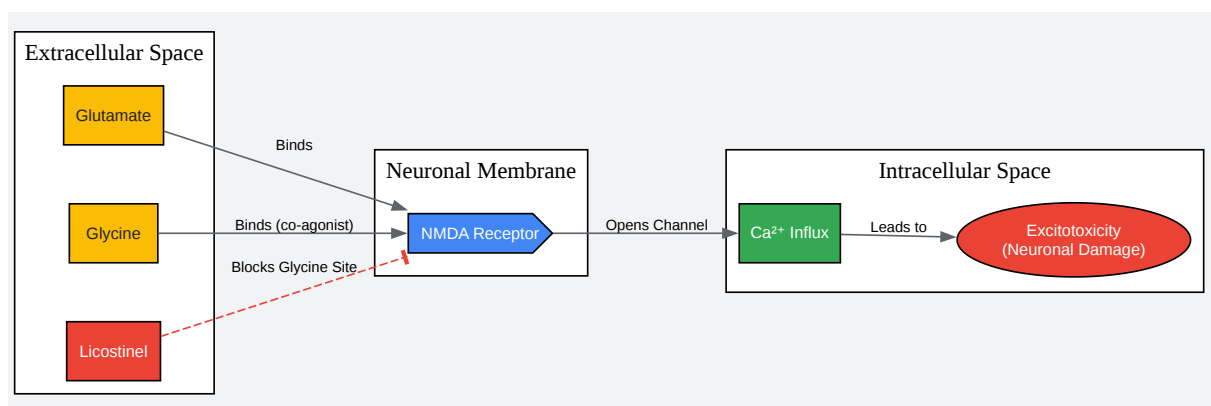 Extracellular Space
Glutamate
Binds
Neuronal Membrane
Intracellular Space
Glycine
Binds (co-agonist)
NMDA Receptor
Opens Channel
Ca²⁺ Influx
Leads to
Excitotoxicity
(Neuronal Damage)
Blocks Glycine Site
Licostinel